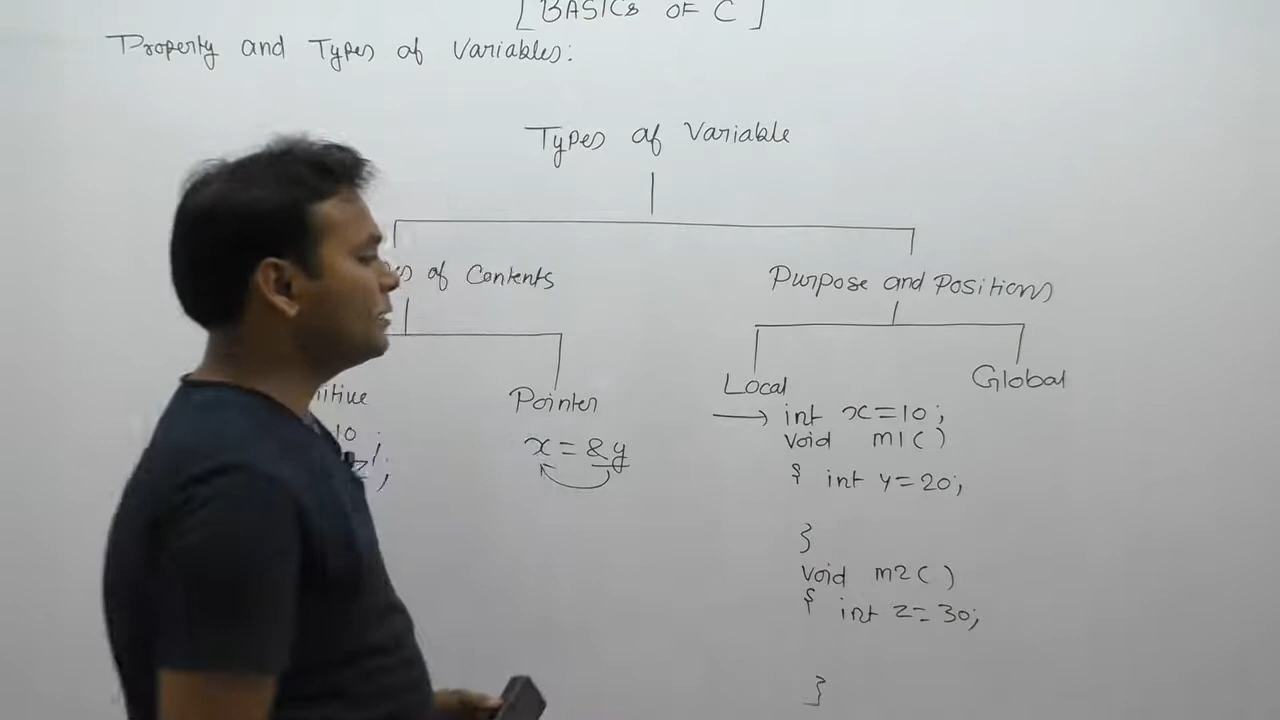 [BASICS OF C]
Property and Types of Variables:
Types of Variable
of Contents
Purpose and Positions
Pointer
Local
Global
x = &y
10 ;
int x=10;
void m1()
{ int y=20;
}
void m2()
{ int z=30;
}